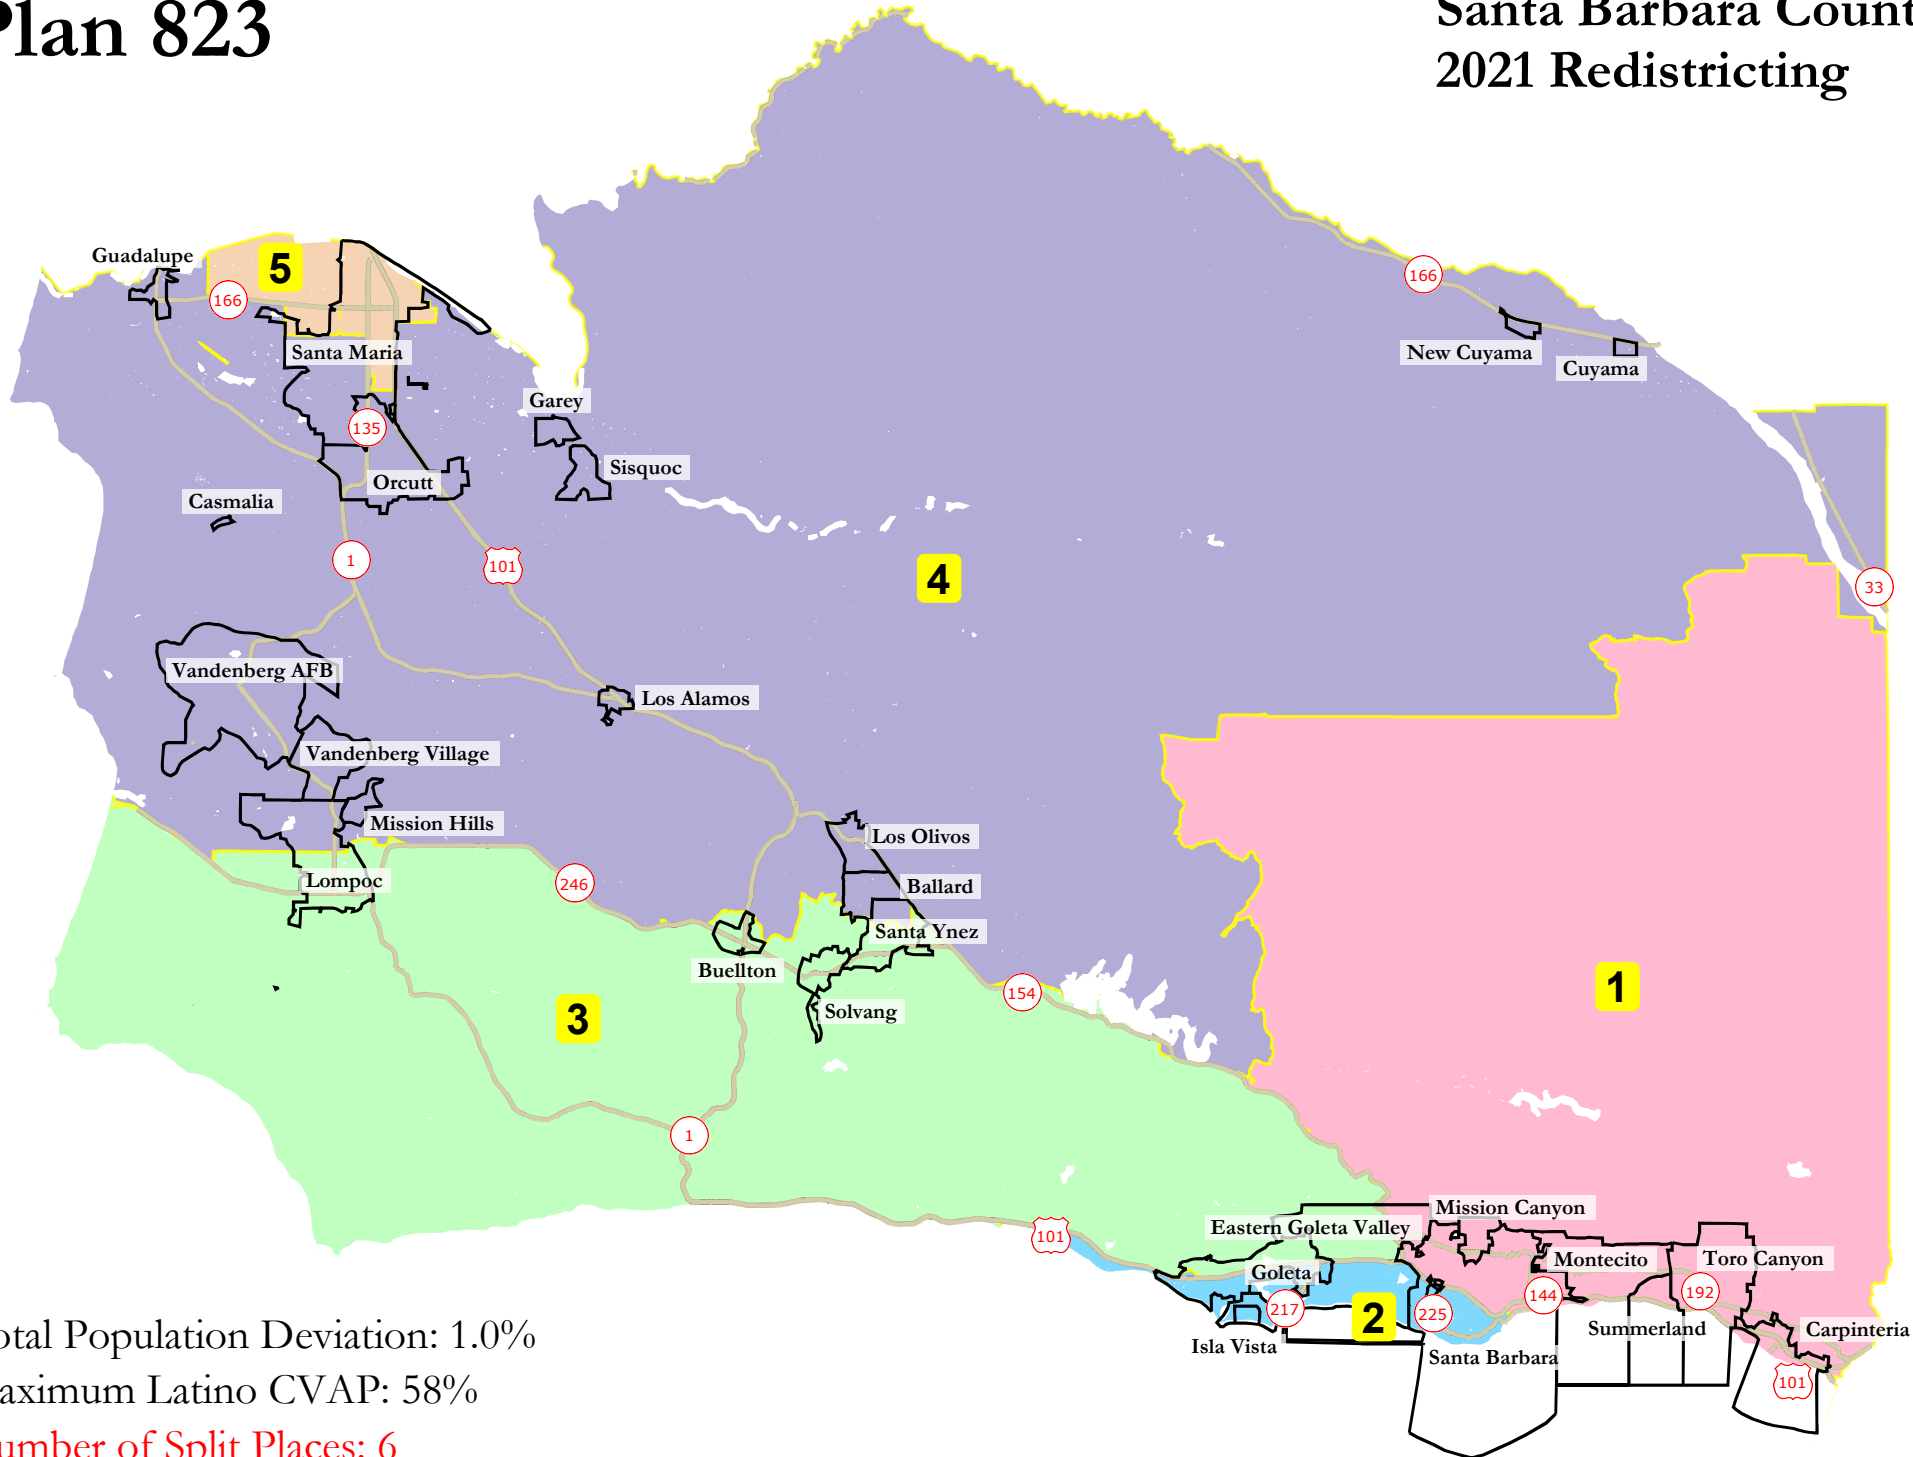 Plan 823
Santa Barbara Count
2021 Redistricting
Guadalupe
5
166
166
Santa Maria
New Cuyama
Cuyama
Garey
135
Sisquoc
Orcutt
Casmalia
1
101
4
33
Vandenberg AFB
Los Alamos
Vandenberg Village
Mission Hills
Los Olivos
Lompoc
246
Ballard
Santa Ynez
Buellton
154
1
3
Solvang
1
Mission Canyon
Eastern Goleta Valley
101
Montecito
Toro Canyon
Goleta
217
2
225
144
192
Isla Vista
Summerland
Carpinteria
Santa Barbara
101
otal Population Deviation: 1.0%
aximum Latino CVAP: 58%
umber of Split Places: 6